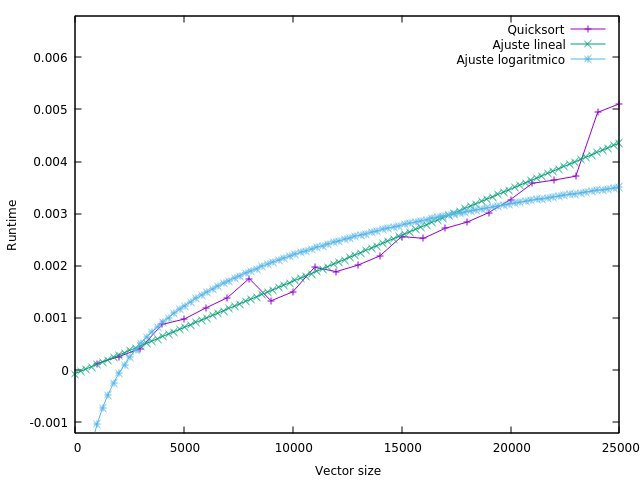 Quicksort
Ajuste lineal
Ajuste logaritmico
0.006
0.005
0.004
0.003
0.002
0.001
0
-0.001
Runtime
0 5000 10000 15000 20000 25000
Vector size